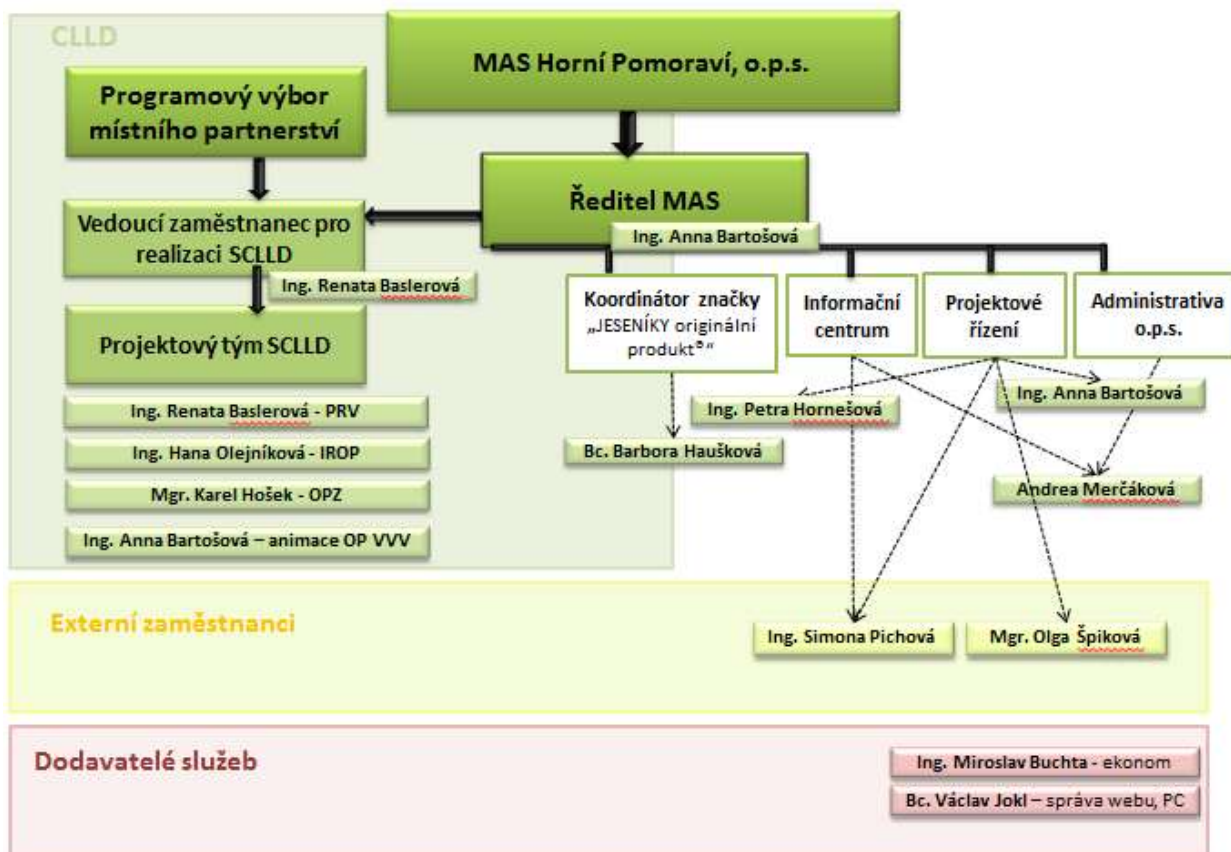 CLLD
MAS Horní Pomoraví, o.p.s.
Programový výbor
místního partnerství
Ředitel MAS
Ing. Anna Bartošová
Vedoucí zaměstnanec pro
realizaci SCLLD
Ing. Renata Baslerová
Projektový tým SCLLD
Ing. Renata Baslerová - PRV
Ing. Hana Olejníková - IROP
Mgr. Karel Hošek - OPZ
Ing. Anna Bartošová – animace OP VVV
Koordinátor značky
„JESENÍKY originální
produkt®“
Informační
centrum
Projektové
řízení
Administrativa
o.p.s.
Ing. Petra Hornešová
Ing. Anna Bartošová
Bc. Barbora Haušková
Andrea Merčáková
Externí zaměstnanci
Ing. Simona Pichová
Mgr. Olga Špiková
Dodavatelé služeb
Ing. Miroslav Buchta - ekonom
Bc. Václav Jokl – správa webu, PC